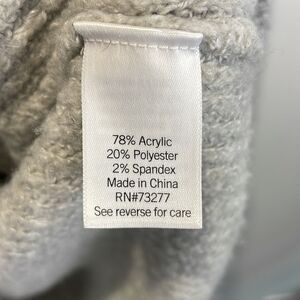 78% Acrylic
20% Polyester
2% Spandex
Made in China
RN#73277
See reverse for care